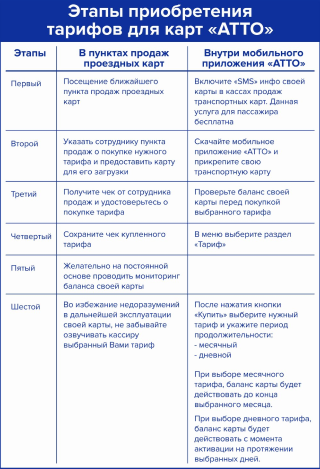 Этапы приобретения
тарифов для карт «АТТО»
Этапы
В пунктах продаж
проездных карт
Внутри мобильного
приложения «АТТО»
Первый
Посещение ближайшего
пункта продаж проездных
карт
Включите «SMS» инфо своей
карты в кассах продаж
транспортных карт. Данная
услуга для пассажира
бесплатна
Второй
Указать сотруднику пункта
продаж о покупке нужного
тарифа и предоставить карту
для его загрузки
Скачайте мобильное
приложение «АТТО» и
прикрепите свою
транспортную карту
Третий
Получите чек от сотрудника
продаж и удостоверьтесь о
покупке тарифа
Проверьте баланс своей
карты перед покупкой
выбранного тарифа
Четвертый
Сохраните чек купленного
тарифа
В меню выберите раздел
«Тариф»
Пятый
Желательно на постоянной
основе проводить мониторинг
баланса своей карты
Шестой
Во избежание недоразумений
в дальнейшей эксплуатации
своей карты, не забывайте
озвучивать кассиру
выбранный Вами тариф
После нажатия кнопки
«Купить» выберите нужный
тариф и укажите период
продолжительности:
- месячный
- дневной
При выборе месячного
тарифа, баланс карты будет
действовать до конца
выбранного месяца.
При выборе дневного тарифа,
баланс карты будет
действовать с момента
активации на протяжении
выбранных дней.